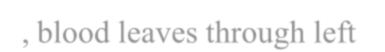 , blood leaves through left